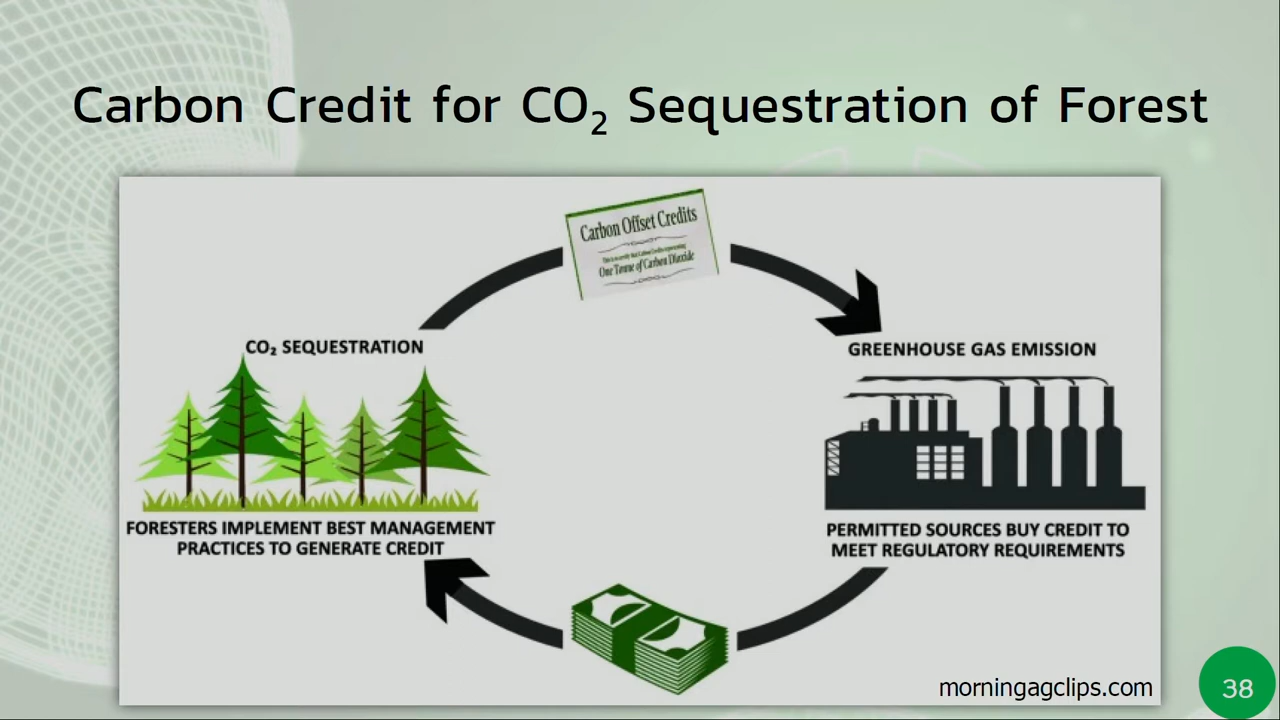 Carbon Credit for CO₂ Sequestration of Forest
Carbon Offset Credits
One Tonne of Carbon Dioxide
CO₂ SEQUESTRATION
GREENHOUSE GAS EMISSION
FORESTERS IMPLEMENT BEST MANAGEMENT
PRACTICES TO GENERATE CREDIT
PERMITTED SOURCES BUY CREDIT TO
MEET REGULATORY REQUIREMENTS
morningagclips.com
38